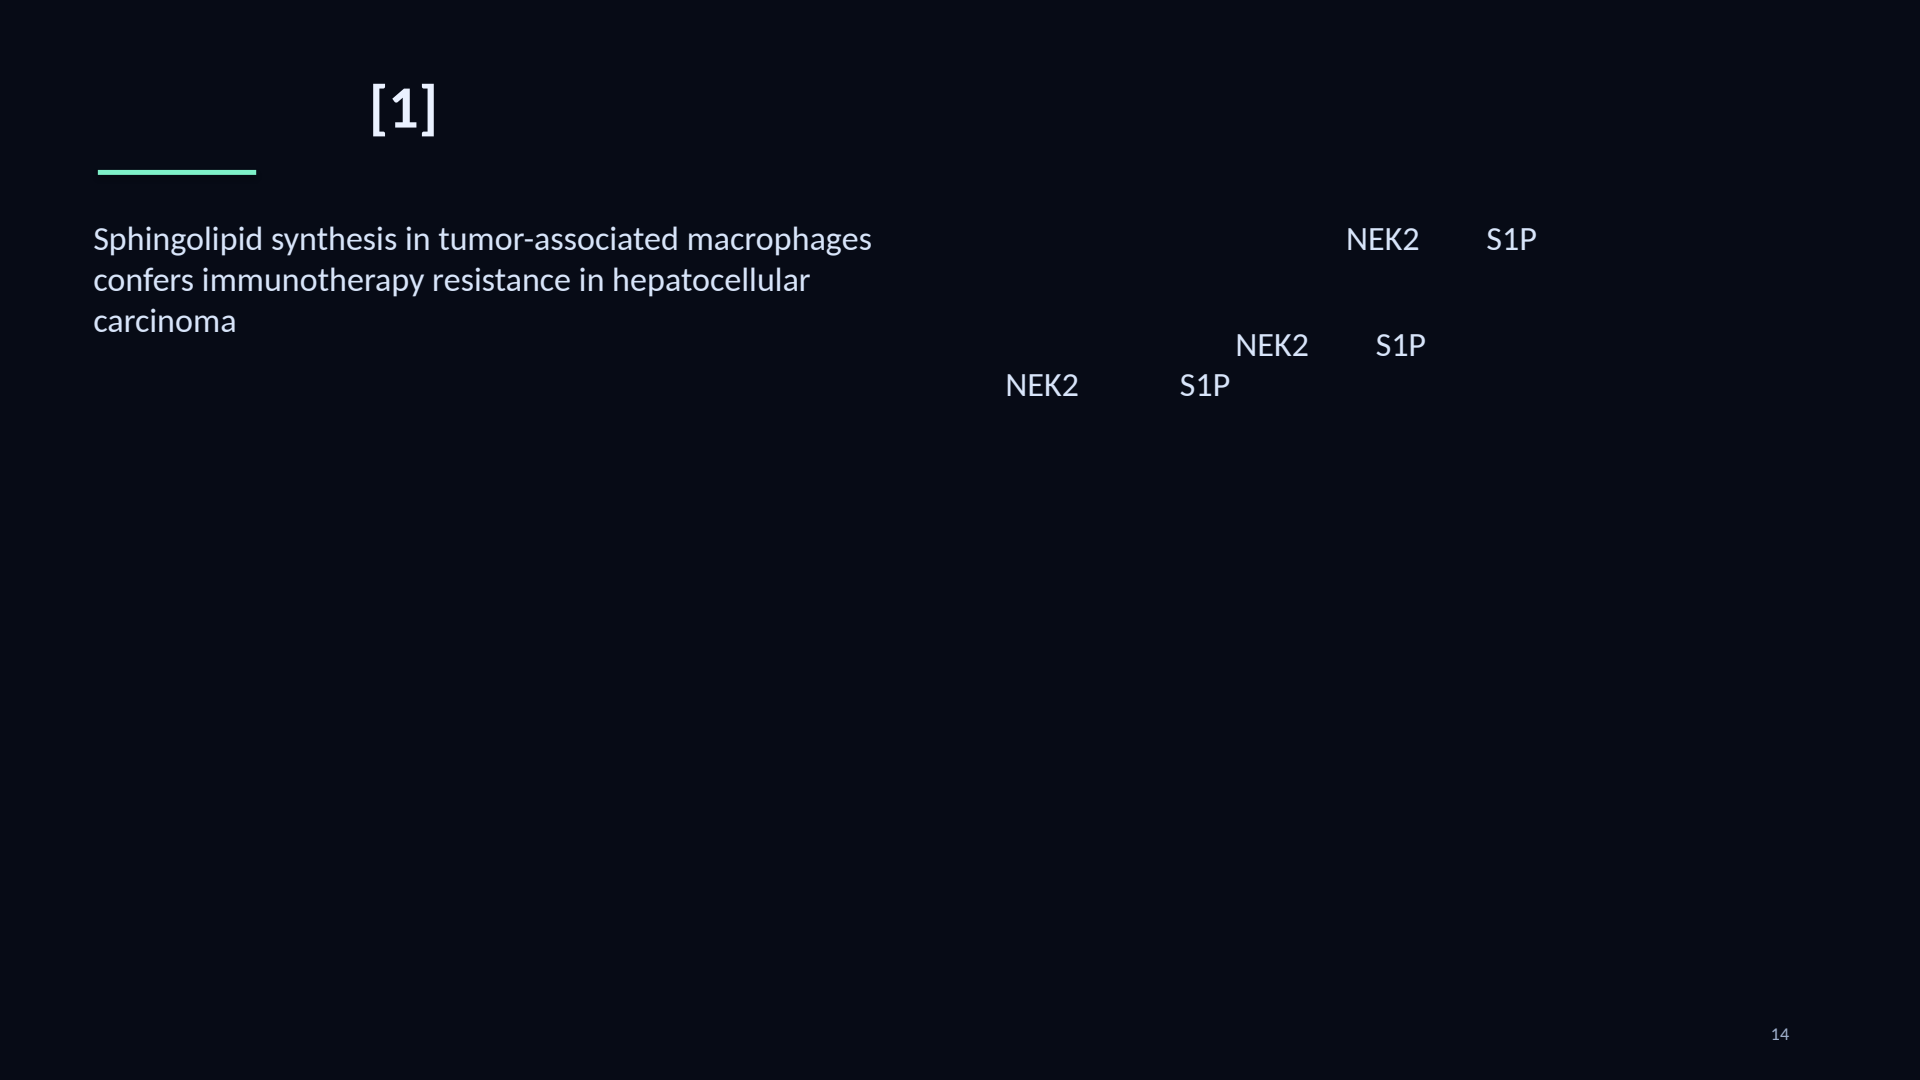 [1]
Sphingolipid synthesis in tumor-associated macrophages
confers immunotherapy resistance in hepatocellular
carcinoma
NEK2 S1P
NEK2 S1P
NEK2 S1P
14